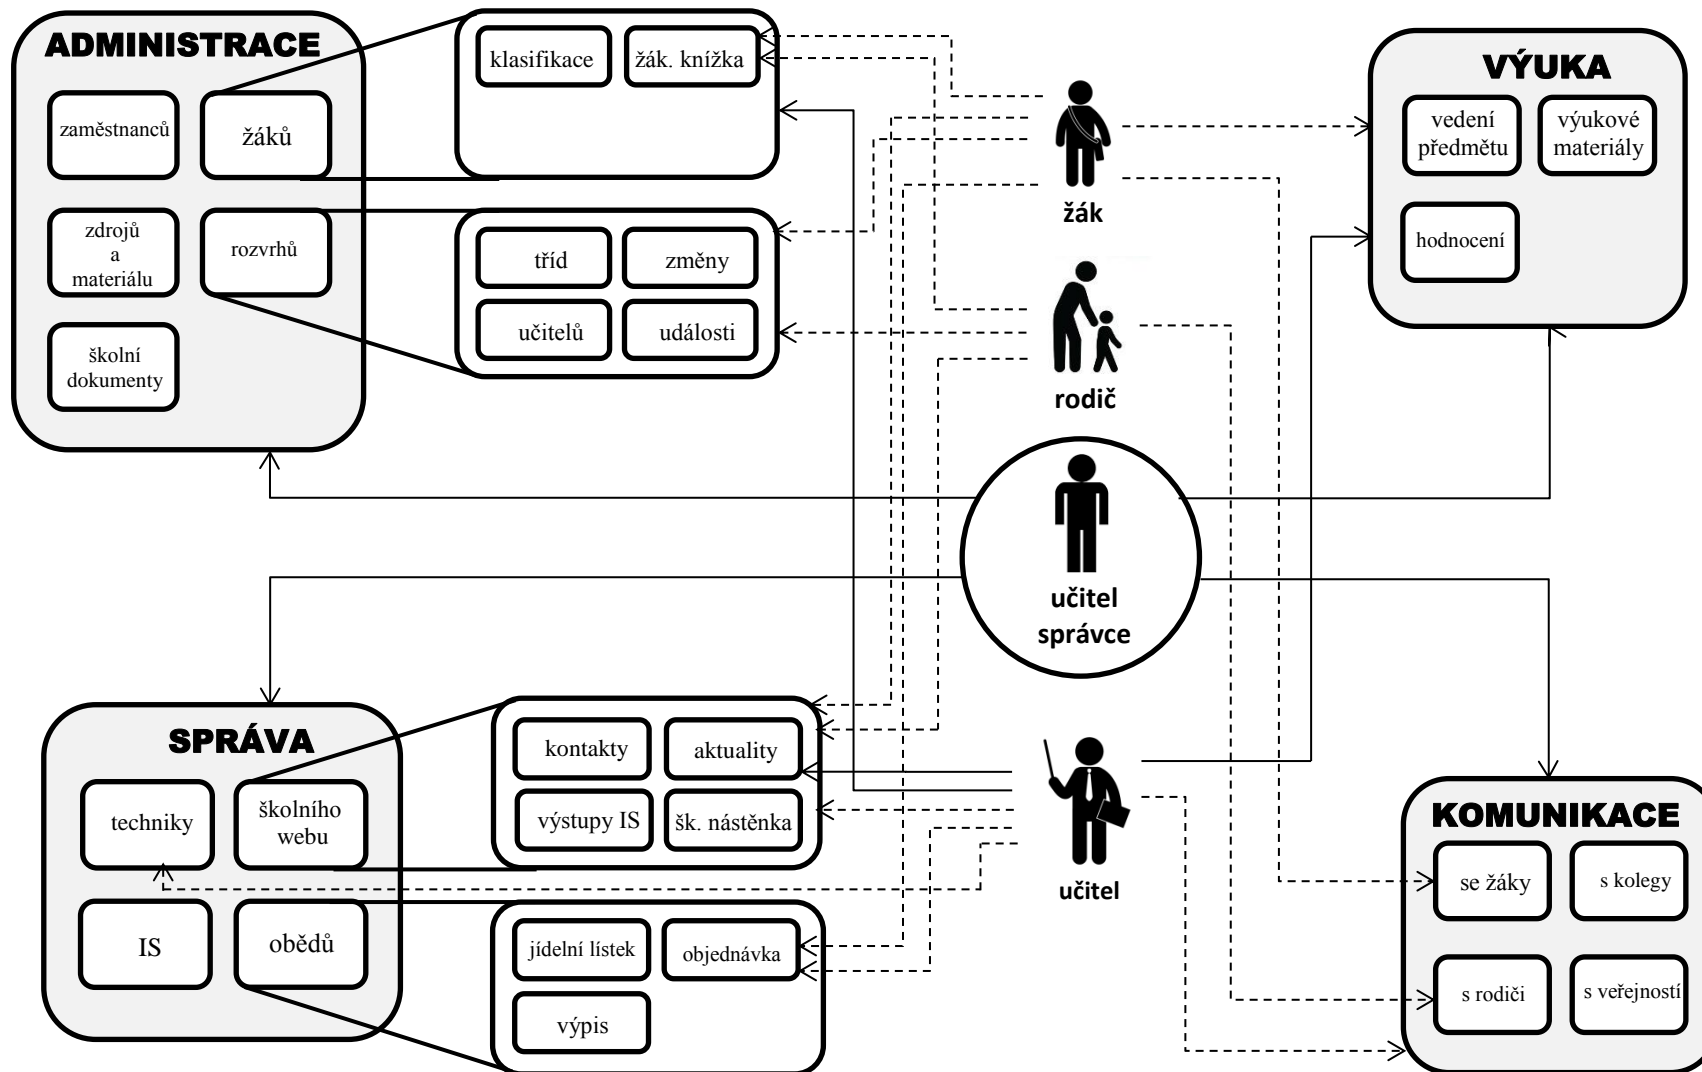 ADMINISTRACE
zaměstnanců
žáků
zdrojů
a
materiálu
rozvrhů
školní
dokumenty
klasifikace
žák. knížka
tříd
změny
učitelů
události
žák
rodič
učitel
správce
učitel
VÝUKA
vedení
předmětu
výukové
materiály
hodnocení
SPRÁVA
techniky
školního
webu
IS
obědů
kontakty
aktuality
výstupy IS
šk. nástěnka
jídelní lístek
objednávka
výpis
KOMUNIKACE
se žáky
s kolegy
s rodiči
s veřejností